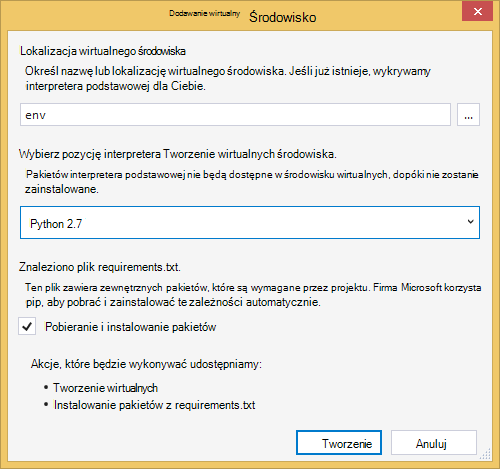 Dodawanie wirtualny Środowisko
Lokalizacja wirtualnego środowiska
Określ nazwę lub lokalizację wirtualnego środowiska. Jeśli już istnieje, wykrywamy
interpretera podstawowej dla Ciebie.
env
...
Wybierz pozycję interpretera Tworzenie wirtualnych środowiska.
Pakietów interpretera podstawowej nie będą dostępne w środowisku wirtualnych, dopóki nie zostanie
zainstalowane.
Python 2.7
Znaleziono plik requirements.txt.
Ten plik zawiera zewnętrznych pakietów, które są wymagane przez projektu. Firma Microsoft korzysta
pip, aby pobrać i zainstalować te zależności automatycznie.
Pobieranie i instalowanie pakietów
Akcje, które będzie wykonywać udostępniamy:
• Tworzenie wirtualnych
• Instalowanie pakietów z requirements.txt
Tworzenie Anuluj